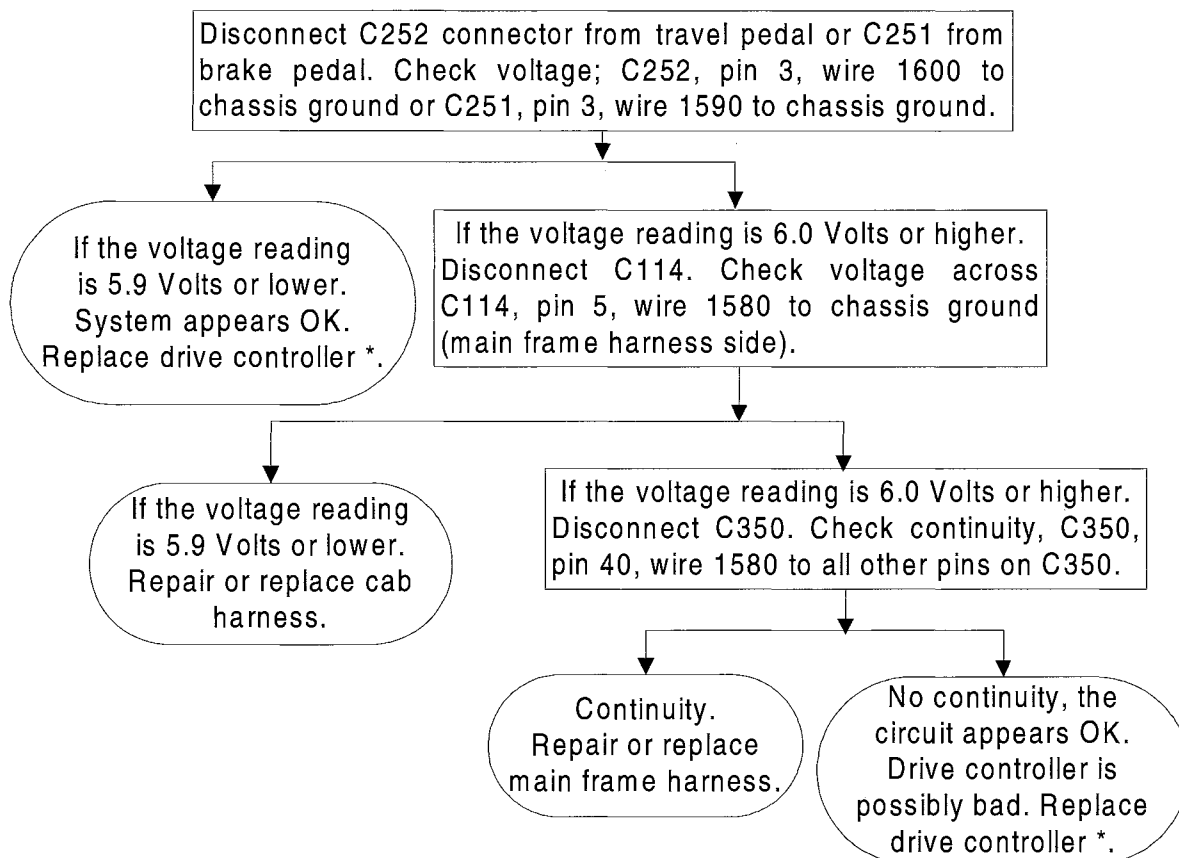 Disconnect C252 connector from travel pedal or C251 from
brake pedal. Check voltage; C252, pin 3, wire 1600 to
chassis ground or C251, pin 3, wire 1590 to chassis ground.
If the voltage reading
is 5.9 Volts or lower.
System appears OK.
Replace drive controller *.
If the voltage reading is 6.0 Volts or higher.
Disconnect C114. Check voltage across
C114, pin 5, wire 1580 to chassis ground
(main frame harness side).
If the voltage reading
is 5.9 Volts or lower.
Repair or replace cab
harness.
If the voltage reading is 6.0 Volts or higher.
Disconnect C350. Check continuity, C350,
pin 40, wire 1580 to all other pins on C350.
Continuity.
Repair or replace
main frame harness.
No continuity, the
circuit appears OK.
Drive controller is
possibly bad. Replace
drive controller *.